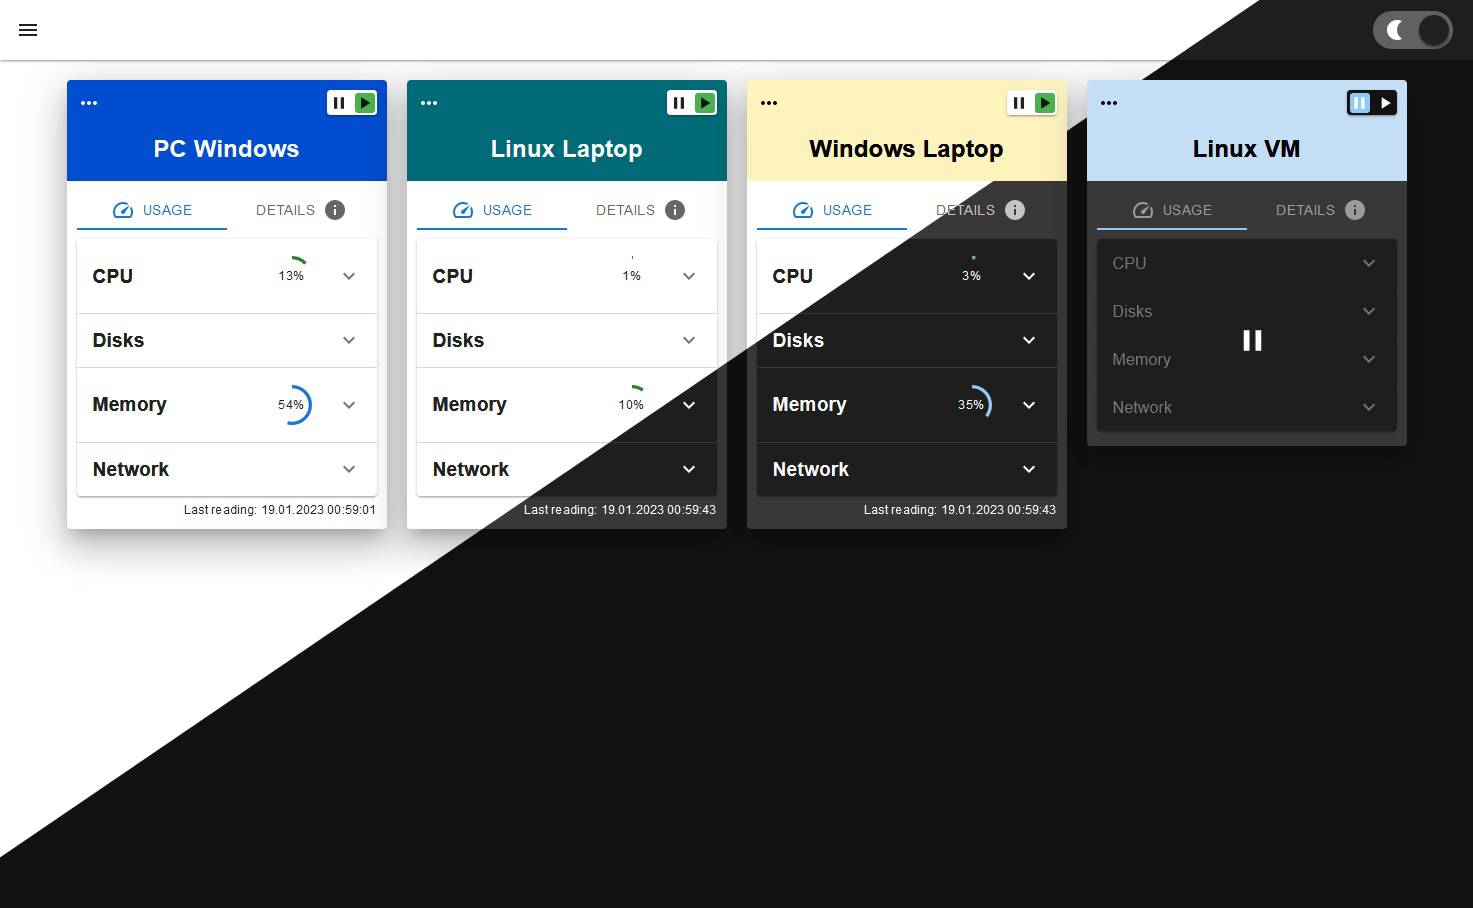 PC Windows
USAGE DETAILS
CPU 13%
Disks
Memory 54%
Network
Last reading: 19.01.2023 00:59:01
Linux Laptop
USAGE DETAILS
CPU 1%
Disks
Memory 10%
Network
Last reading: 19.01.2023 00:59:43
Windows Laptop
USAGE DETAILS
CPU 3%
Disks
Memory 35%
Network
Last reading: 19.01.2023 00:59:43
Linux VM
USAGE DETAILS
CPU
Disks
Memory
Network